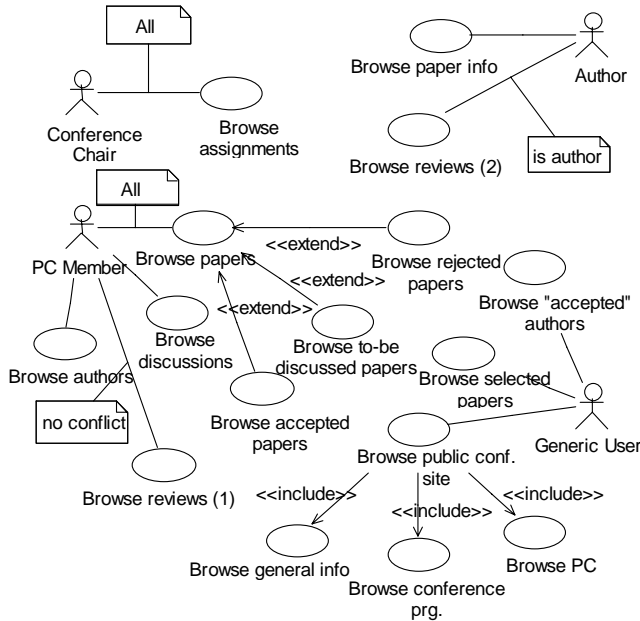 All
Browse paper info
Author
Conference
Chair
Browse
assignments
Browse reviews (2)
is author
All
PC Member
Browse papers
<<extend>>
Browse rejected
papers
<<extend>>
<<extend>>
Browse "accepted"
authors
Browse
discussions
Browse to-be
discussed papers
Browse authors
Browse selected
papers
no conflict
Browse accepted
papers
Generic User
Browse public conf.
site
Browse reviews (1)
<<include>>
<<include>>
<<include>>
Browse general info
Browse conference
prg.
Browse PC